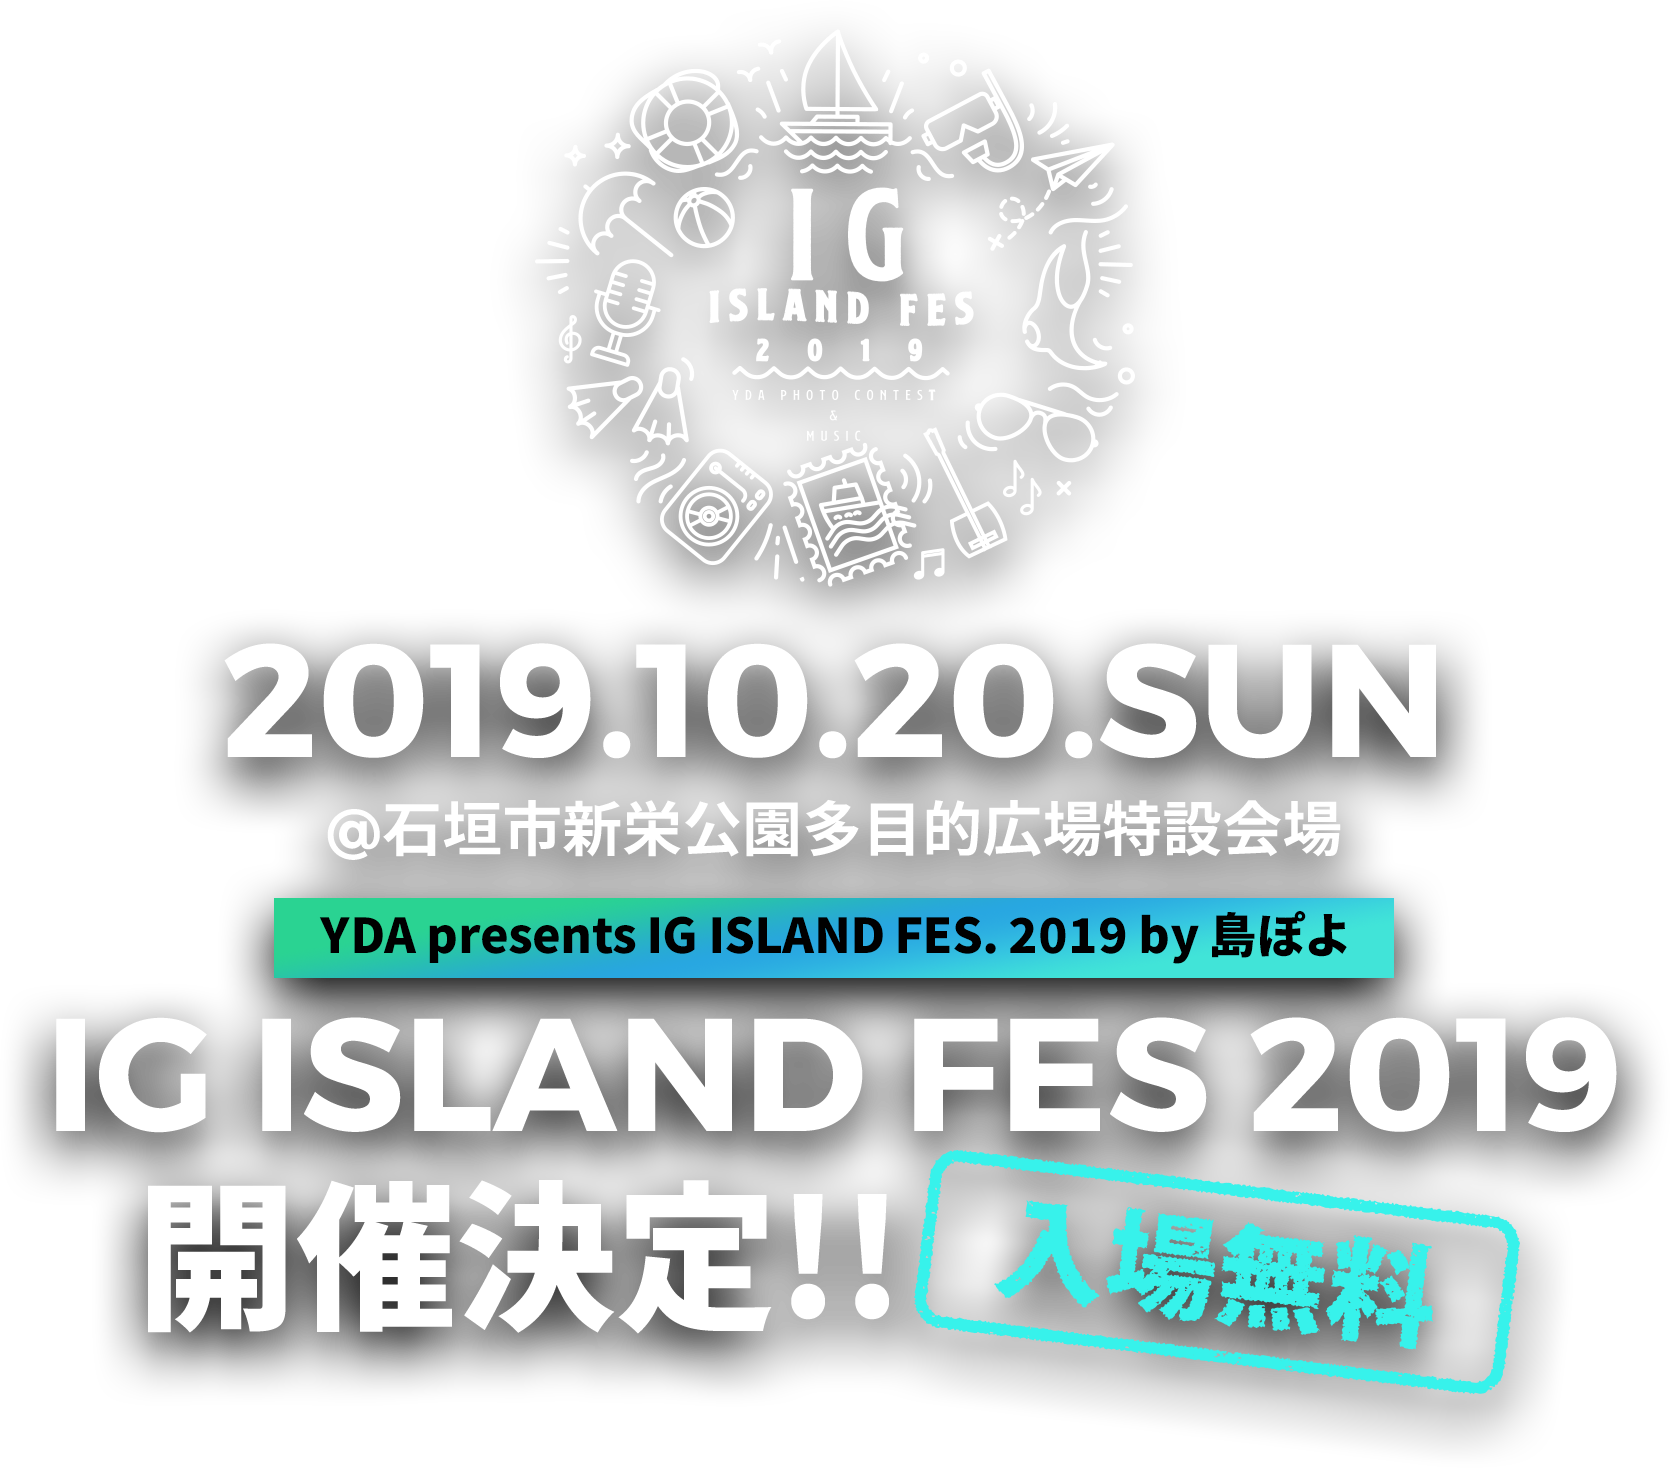 IG
ISLAND FES
2019
YDA PHOTO CONTEST
&
MUSIC
2019.10.20.SUN
@石垣市新栄公園多目的広場特設会場
YDA presents IG ISLAND FES. 2019 by 島ぽよ
IG ISLAND FES 2019
開催決定!!
入場無料